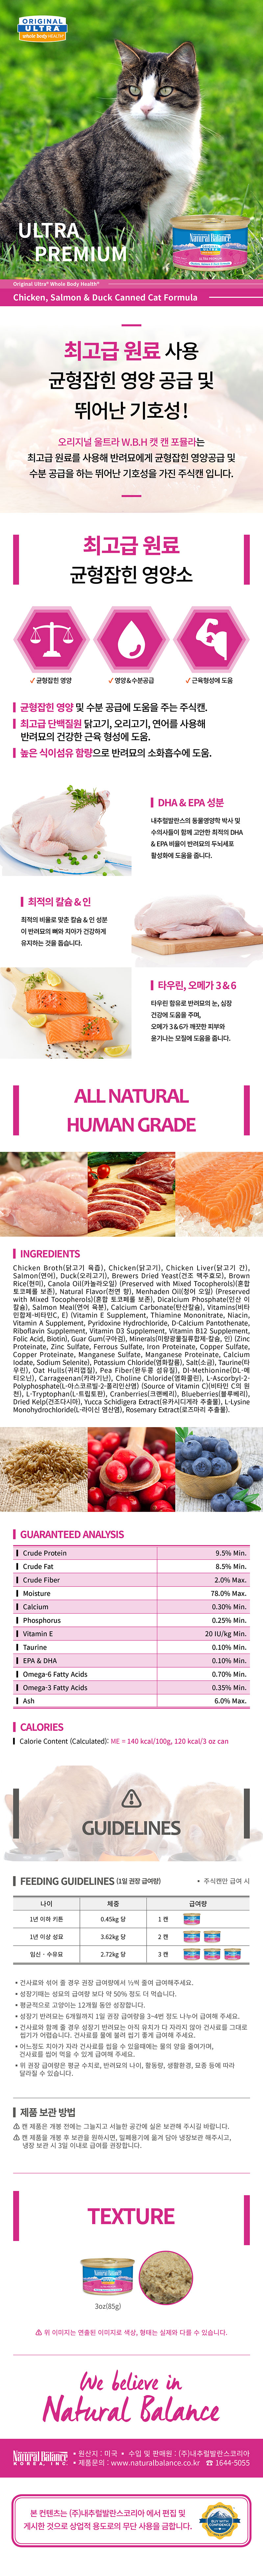 ORIGINAL
ULTRA
WHOLE BODY HEALTH
Natural Balance
ULTRA
PREMIUM
Original Ultra® Whole Body Health®
Chicken, Salmon & Duck Canned Cat Formula
최고급 원료 사용
균형잡힌 영양 공급 및
뛰어난 기호성!
오리지널 울트라 W.B.H 캣 캔 포뮬라는
최고급 원료를 사용해 반려묘에게 균형잡힌 영양공급 및
수분 공급을 하는 뛰어난 기호성을 가진 주식캔 입니다.
최고급 원료
균형잡힌 영양소
✓ 균형잡힌 영양
✓ 영양&수분공급
✓ 근육형성에 도움
균형잡힌 영양 및 수분 공급에 도움을 주는 주식캔.
최고급 단백질원 닭고기, 오리고기, 연어를 사용해
반려묘의 건강한 근육 형성에 도움.
높은 식이섬유 함량으로 반려묘의 소화흡수에 도움.
DHA & EPA 성분
내추럴발란스의 동물영양학 박사 및
수의사들이 함께 고안한 최적의 DHA
& EPA 비율이 반려묘의 두뇌세포
활성화에 도움을 줍니다.
최적의 칼슘 & 인
최적의 비율로 맞춘 칼슘 & 인 성분
이 반려묘의 뼈와 치아가 건강하게
유지하는 것을 돕습니다.
타우린, 오메가 3 & 6
타우린 함유로 반려묘의 눈, 심장
건강에 도움을 주며,
오메가 3 & 6가 깨끗한 피부와
윤기나는 모질에 도움을 줍니다.
ALL NATURAL
HUMAN GRADE
INGREDIENTS
Chicken Broth(닭고기 육즙), Chicken(닭고기), Chicken Liver(닭고기 간),
Salmon(연어), Duck(오리고기), Brewers Dried Yeast(건조 맥주효모), Brown
Rice(현미), Canola Oil(카놀라오일) (Preserved with Mixed Tocopherols)(혼합
토코페롤 보존), Natural Flavor(천연 향), Menhaden Oil(청어 오일) (Preserved
with Mixed Tocopherols)(혼합 토코페롤 보존), Dicalcium Phosphate(인산 이
칼슘), Salmon Meal(연어 육분), Calcium Carbonate(탄산칼슘), Vitamins(비타
민합제-비타민C, E) (Vitamin E Supplement, Thiamine Mononitrate, Niacin,
Vitamin A Supplement, Pyridoxine Hydrochloride, D-Calcium Pantothenate,
Riboflavin Supplement, Vitamin D3 Supplement, Vitamin B12 Supplement,
Folic Acid, Biotin), Guar Gum(구아검), Minerals(미량광물질류합제-칼슘, 인) (Zinc
Proteinate, Zinc Sulfate, Ferrous Sulfate, Iron Proteinate, Copper Sulfate,
Copper Proteinate, Manganese Sulfate, Manganese Proteinate, Calcium
Iodate, Sodium Selenite), Potassium Chloride(염화칼륨), Salt(소금), Taurine(타
우린), Oat Hulls(귀리껍질), Pea Fiber(완두콩 섬유질), DL-Methionine(DL-메
티오닌), Carrageenan(카라기난), Choline Chloride(염화콜린), L-Ascorbyl-2-
Polyphosphate(L-아스코르빌-2-폴리인산염) (Source of Vitamin C)(비타민 C의 원
천), L-Tryptophan(L-트립토판), Cranberries(크랜베리), Blueberries(블루베리),
Dried Kelp(건조다시마), Yucca Schidigera Extract(유카시디게라 추출물), L-Lysine
Monohydrochloride(L-라이신 염산염), Rosemary Extract(로즈마리 추출물).
GUARANTEED ANALYSIS
Crude Protein 9.5% Min.
Crude Fat 8.5% Min.
Crude Fiber 2.0% Max.
Moisture 78.0% Max.
Calcium 0.30% Min.
Phosphorus 0.25% Min.
Vitamin E 20 IU/kg Min.
Taurine 0.10% Min.
EPA & DHA 0.10% Min.
Omega-6 Fatty Acids 0.70% Min.
Omega-3 Fatty Acids 0.35% Min.
Ash 6.0% Max.
CALORIES
Calorie Content (Calculated): ME = 140 kcal/100g, 120 kcal/3 oz can
GUIDELINES
FEEDING GUIDELINES (1일 권장 급여량) • 주식캔만 급여 시
나이 체중 급여량
1년 이하 키튼 0.45kg 당 1 캔
1년 이상 성묘 3.62kg 당 2 캔
임신 · 수유묘 2.72kg 당 3 캔
• 건사료와 섞어 줄 경우 권장 급여량에서 ⅓씩 줄여 급여해주세요.
• 성장기때는 성묘의 급여량 보다 약 50% 정도 더 먹습니다.
• 평균적으로 고양이는 12개월 동안 성장합니다.
• 성장기 반려묘는 6개월까지 1일 권장 급여량을 3~4번 정도 나누어 급여해 주세요.
• 건사료와 함께 줄 경우 성장기 반려묘는 아직 유치가 다 자라지 않아 건사료를 그대로
씹기가 어렵습니다. 건사료를 물에 불려 씹기 좋게 급여해 주세요.
• 어느정도 치아가 자라 건사료를 씹을 수 있을때에는 물의 양을 줄여가며,
건사료를 씹어 먹을 수 있게 급여해 주세요.
• 위 권장 급여량은 평균 수치로, 반려묘의 나이, 활동량, 생활환경, 묘종 등에 따라
달라질 수 있습니다.
제품 보관 방법
캔 제품은 개봉 전에는 그늘지고 서늘한 공간에 실온 보관해 주시길 바랍니다.
캔 제품을 개봉 후 보관을 원하시면, 밀폐용기에 옮겨 담아 냉장보관 해주시고,
냉장 보관 시 3일 이내로 급여를 권장합니다.
TEXTURE
3oz(85g)
위 이미지는 연출된 이미지로 색상, 형태는 실제와 다를 수 있습니다.
We believe in
Natural Balance
Natural Balance
KOREA, INC.
• 원산지 : 미국 • 수입 및 판매원 : (주)내추럴발란스코리아
• 제품문의 : www.naturalbalance.co.kr ☎ 1644-5055
본 컨텐츠는 (주)내추럴발란스코리아 에서 편집 및
게시한 것으로 상업적 용도로의 무단 사용을 금합니다.
BUY WITH
CONFIDENCE